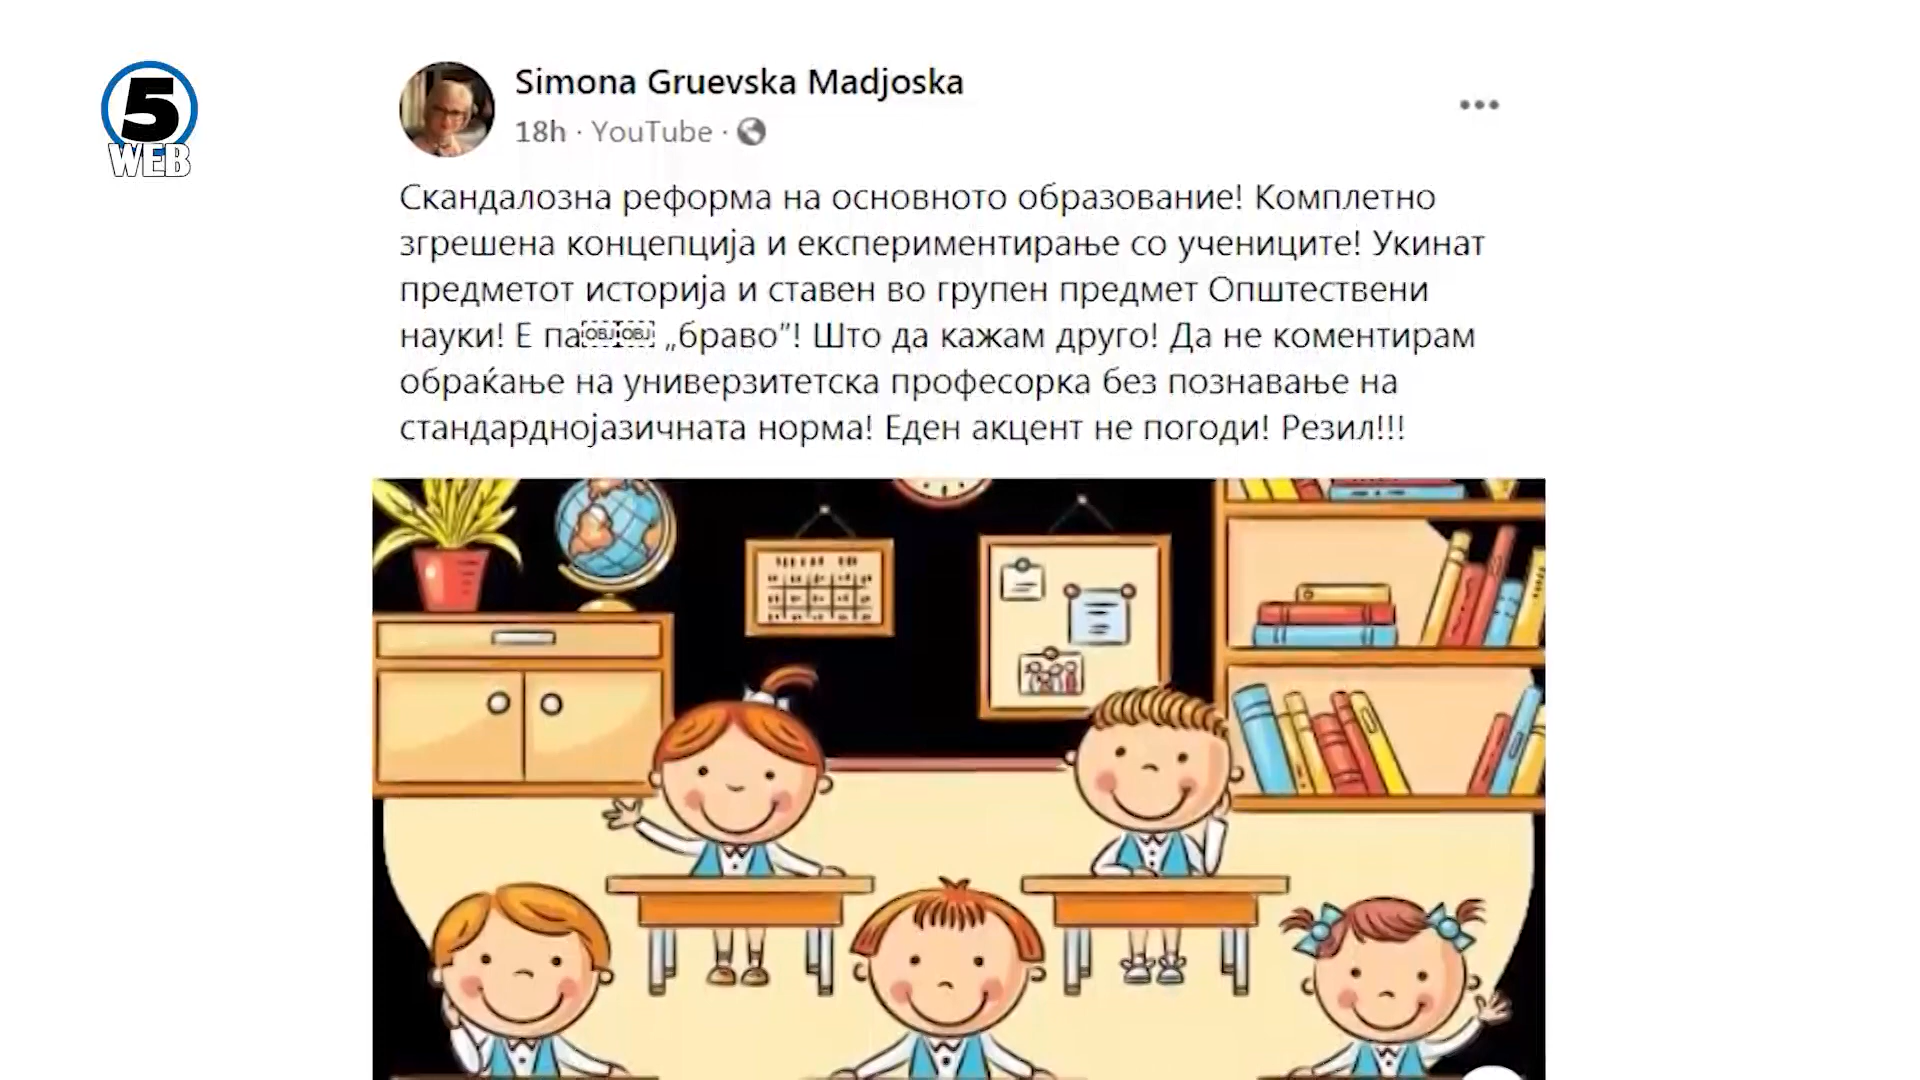 5
WEB
Simona Gruevska Madjoska
18h · YouTube ·
Скандалозна реформа на основното образование! Комплетно
згрешена концепција и експериментирање со учениците! Укинат
предметот историја и ставен во групен предмет Општествени
науки! Е па￼￼ „браво”! Што да кажам друго! Да не коментирам
обраќање на универзитетска професорка без познавање на
стандарднојазичната норма! Еден акцент не погоди! Резил!!!